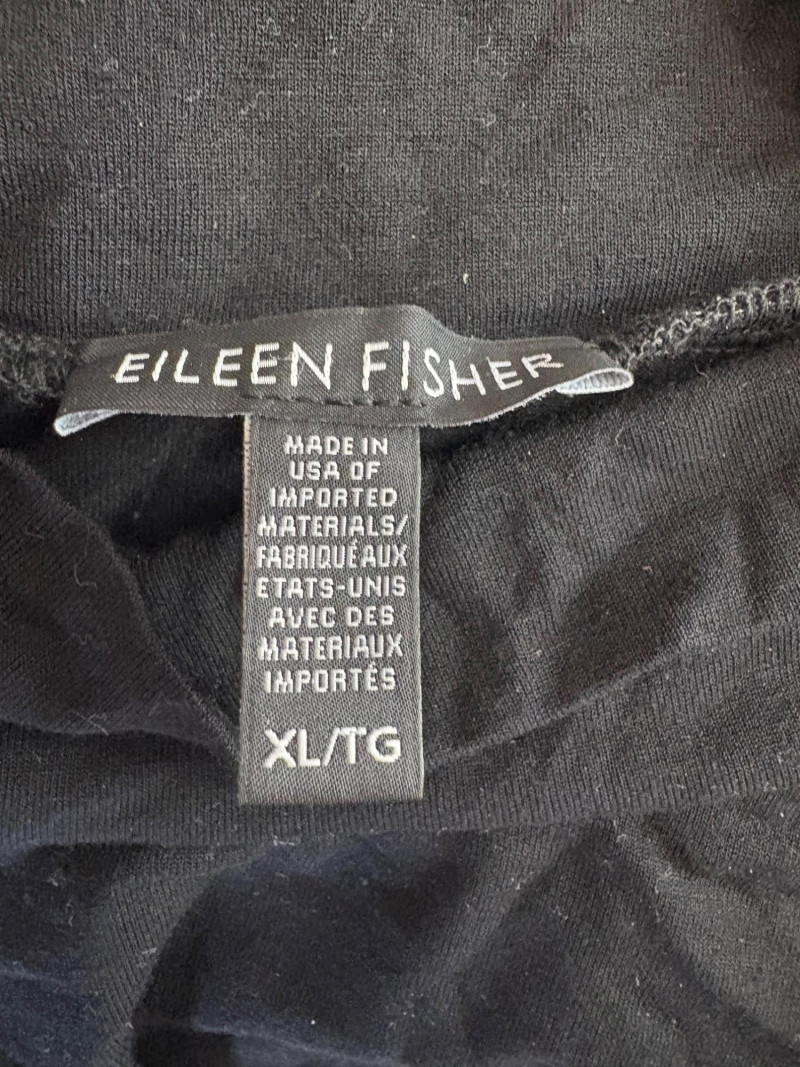 EILEEN FISHER
MADE IN
USA OF
IMPORTED
MATERIALS/
FABRIQUÉ AUX
ETATS-UNIS
AVEC DES
MATERIAUX
IMPORTÉS
XL/TG